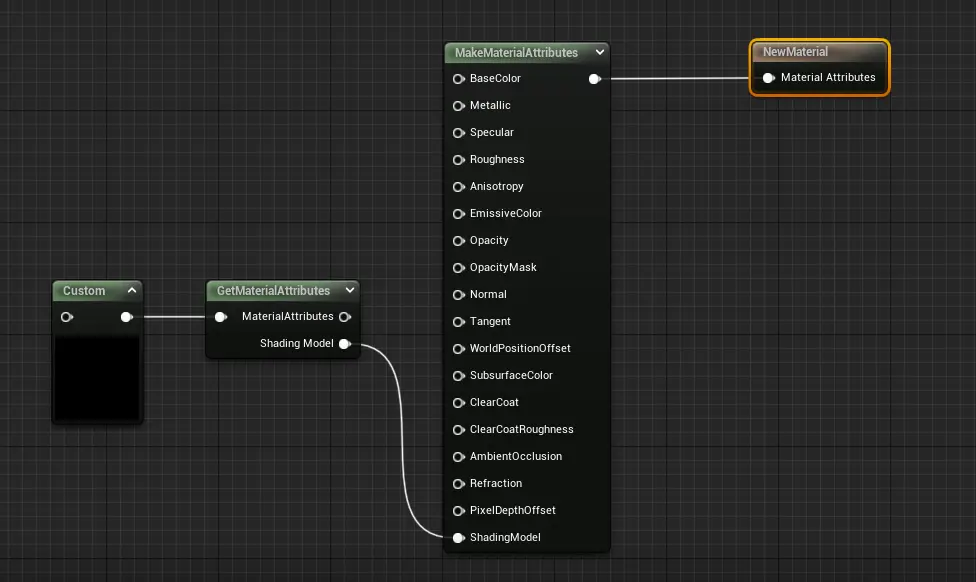 MakeMaterialAttributes
BaseColor
Metallic
Specular
Roughness
Anisotropy
EmissiveColor
Opacity
OpacityMask
Normal
Tangent
WorldPositionOffset
SubsurfaceColor
ClearCoat
ClearCoatRoughness
AmbientOcclusion
Refraction
PixelDepthOffset
ShadingModel
NewMaterial
Material Attributes
Custom
GetMaterialAttributes
MaterialAttributes
Shading Model